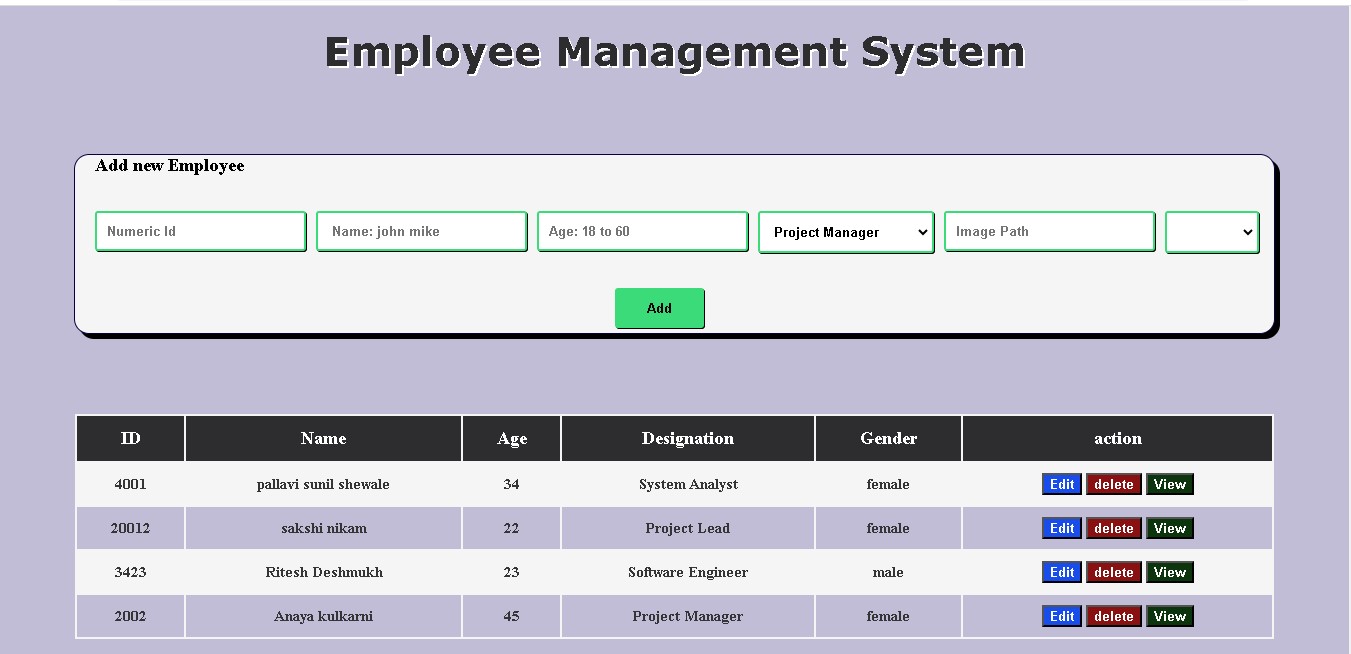 Employee Management System
Add new Employee
Numeric Id Name: john mike Age: 18 to 60 Project Manager Image Path
Add
ID Name Age Designation Gender action
4001 pallavi sunil shewale 34 System Analyst female Edit delete View
20012 sakshi nikam 22 Project Lead female Edit delete View
3423 Ritesh Deshmukh 23 Software Engineer male Edit delete View
2002 Anaya kulkarni 45 Project Manager female Edit delete View